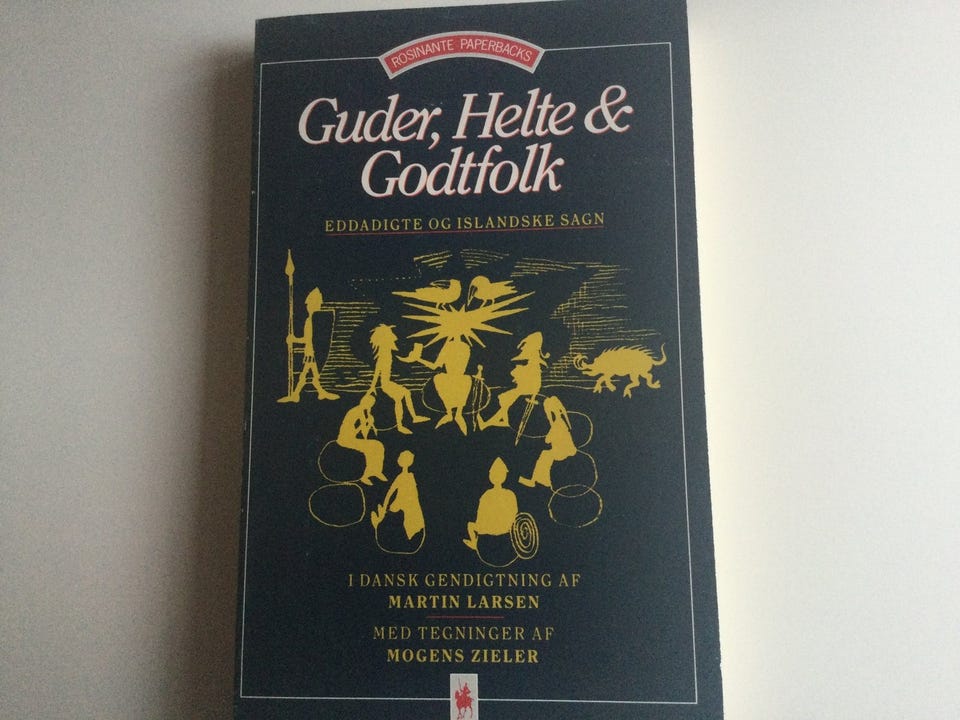 ROSINANTE PAPERBACKS
Guder, Helte &
Godtfolk
EDDADIGTE OG ISLANDSKE SAGN
I DANSK GENDIGTNING AF
MARTIN LARSEN
MED TEGNINGER AF
MOGENS ZIELER